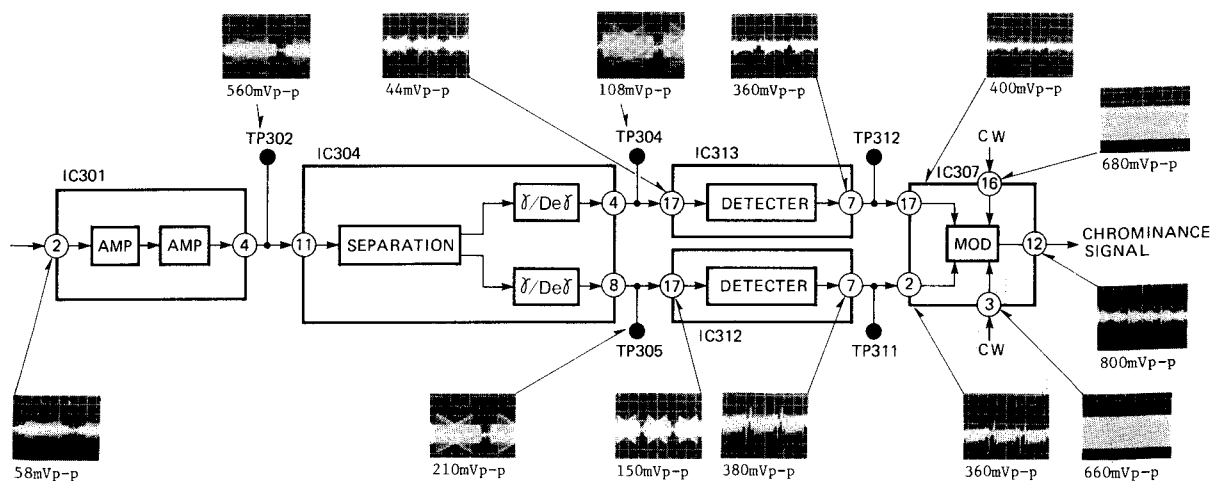 560mVp-p
44mVp-p
108mVp-p
360mVp-p
400mVp-p
680mVp-p
TP302
TP304
TP312
CW
IC301
IC304
IC313
IC307
2
AMP
AMP
4
11
SEPARATION
γ/Deγ
4
17
DETECTER
7
17
16
MOD
12
CHROMINANCE
SIGNAL
γ/Deγ
8
17
DETECTER
7
2
3
TP305
IC312
TP311
CW
800mVp-p
58mVp-p
210mVp-p
150mVp-p
380mVp-p
360mVp-p
660mVp-p